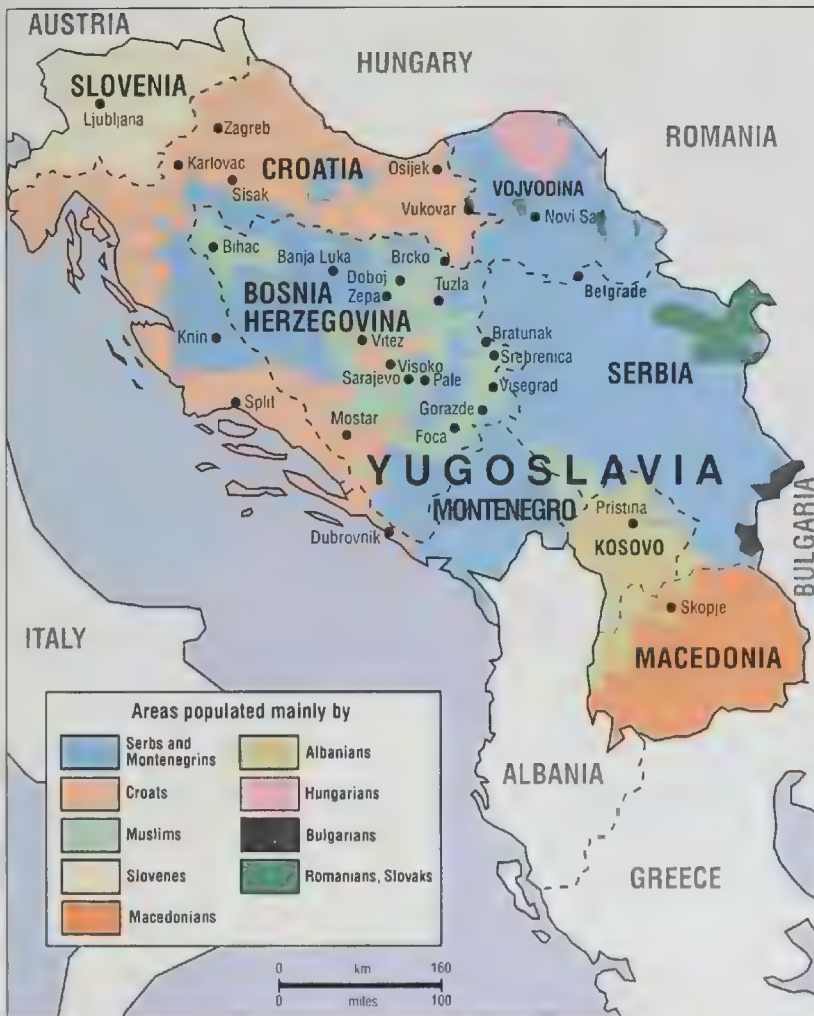 AUSTRIA
HUNGARY
SLOVENIA
Ljubljana
ROMANIA
Zagreb
Karlovac
CROATIA
Osijek
Sisak
VOJVODINA
Vukovar
Novi Sad
Bihac
Banja Luka
Brcko
Doboj
Zepa
Tuzla
Belgrade
BOSNIA
HERZEGOVINA
Knin
Vitez
Bratunak
Srebrenica
Visoko
SERBIA
Sarajevo
Pale
Visegrad
Split
Mostar
Gorazde
Foca
YUGOSLAVIA
MONTENEGRO
Pristina
BULGARIA
Dubrovnik
KOSOVO
Skopje
ITALY
MACEDONIA
Areas populated mainly by
Serbs and
Montenegrins
Croats
Muslims
Slovenes
Macedonians
Albanians
Hungarians
Bulgarians
Romanians, Slovaks
ALBANIA
GREECE
0 km 160
0 miles 100